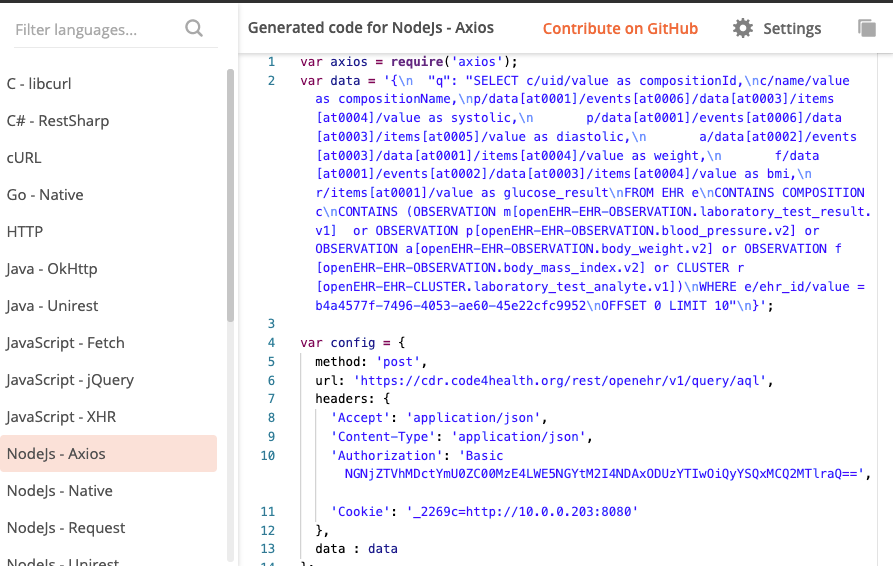 Filter languages...
C - libcurl
C# - RestSharp
cURL
Go - Native
HTTP
Java - OkHttp
Java - Unirest
JavaScript - Fetch
JavaScript - jQuery
JavaScript - XHR
NodeJs - Axios
NodeJs - Native
NodeJs - Request
NodeJs - Unirest
Generated code for NodeJs - Axios
Contribute on GitHub
Settings
1 var axios = require('axios');
2 var data = '{\n  "q": "SELECT c/uid/value as compositionId,\nc/name/value
as compositionName,\np/data[at0001]/events[at0006]/data[at0003]/items
[at0004]/value as systolic,\n       p/data[at0001]/events[at0006]/data
[at0003]/items[at0005]/value as diastolic,\n       a/data[at0002]/events
[at0003]/data[at0001]/items[at0004]/value as weight,\n       f/data
[at0001]/events[at0002]/data[at0003]/items[at0004]/value as bmi,\n
r/items[at0001]/value as glucose_result\nFROM EHR e\nCONTAINS COMPOSITION
c\nCONTAINS (OBSERVATION m[openEHR-EHR-OBSERVATION.laboratory_test_result.
v1]  or OBSERVATION p[openEHR-EHR-OBSERVATION.blood_pressure.v2] or
OBSERVATION a[openEHR-EHR-OBSERVATION.body_weight.v2] or OBSERVATION f
[openEHR-EHR-OBSERVATION.body_mass_index.v2] or CLUSTER r
[openEHR-EHR-CLUSTER.laboratory_test_analyte.v1])\nWHERE e/ehr_id/value =
b4a4577f-7496-4053-ae60-45e22cfc9952\nOFFSET 0 LIMIT 10"\n}';
3
4 var config = {
5 method: 'post',
6 url: 'https://cdr.code4health.org/rest/openehr/v1/query/aql',
7 headers: {
8 'Accept': 'application/json',
9 'Content-Type': 'application/json',
10 'Authorization': 'Basic
NGNjZTVhMDctYmU0ZC00MzE4LWE5NGYtM2I4NDAxODUzYTIwOiQyYSQxMCQ2MTlraQ==',
11 'Cookie': '_2269c=http://10.0.0.203:8080'
12 },
13 data : data
14 };